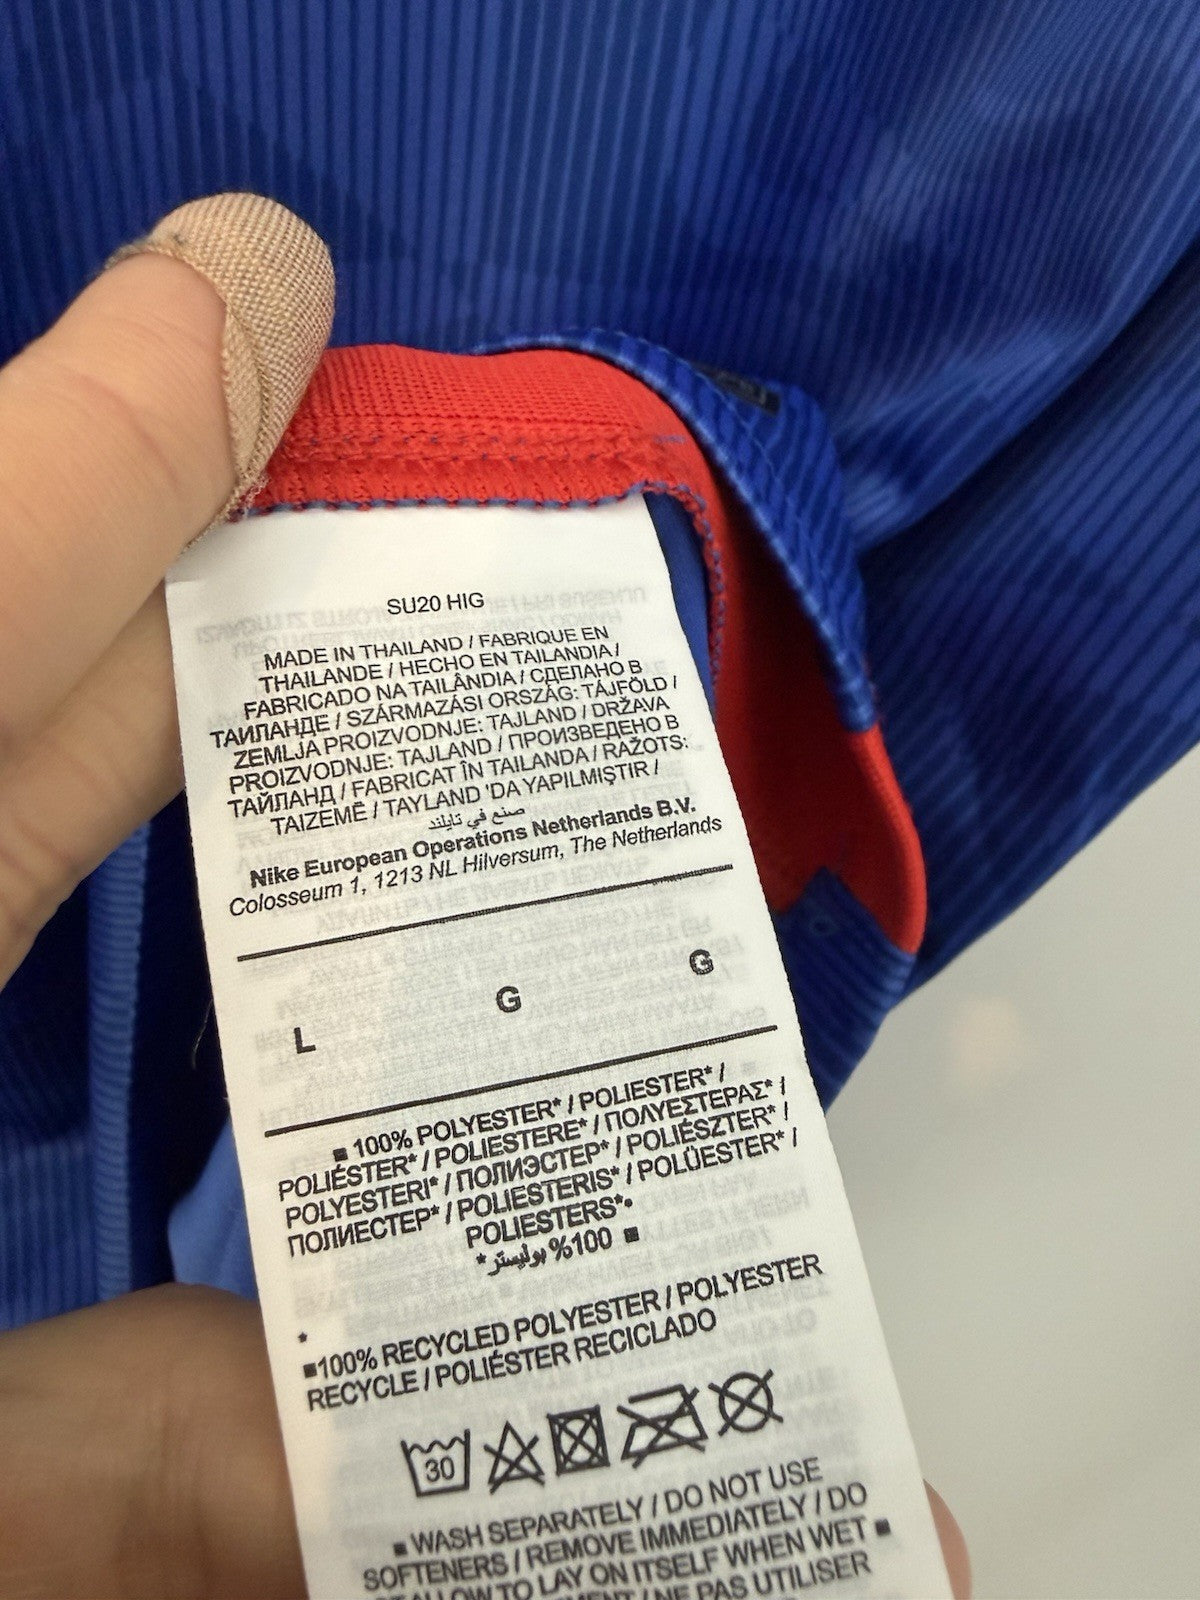 SU20 HIG
MADE IN THAILAND / FABRIQUE EN
THAILANDE / HECHO EN TAILANDIA /
FABRICADO NA TAILÂNDIA / СДЕЛАНО В
ТАИЛАНДЕ / SZÁRMAZÁSI ORSZÁG: TÁJFÖLD /
ZEMLJA PROIZVODNJE: TAJLAND / DRŽAVA
PROIZVODNJE: TAJLAND / ПРОИЗВЕДЕНО В
ТАЙЛАНД / FABRICAT ÎN TAILANDA / RAŽOTS:
TAIZEMĒ / TAYLAND 'DA YAPILMIŞTIR /
صنع في تايلند
Nike European Operations Netherlands B.V.
Colosseum 1, 1213 NL Hilversum, The Netherlands
L G G
■ 100% POLYESTER* / POLIESTER* /
POLIÉSTER* / POLIESTERE* / ΠΟΛΥΕΣΤΕΡΑΣ* /
POLYESTERI* / ПОЛИЭСТЕР* / POLIÉSZTER* /
ПОЛИЕСТЕР* / POLIESTERIS* / POLÜESTER* /
POLIESTERS*•
*بوليستر %100 ■
*
■100% RECYCLED POLYESTER / POLYESTER
RECYCLE / POLIÉSTER RECICLADO
30
■ WASH SEPARATELY / DO NOT USE
SOFTENERS / REMOVE IMMEDIATELY / DO
ALLOW TO LAY ON ITSELF WHEN WET ■
NE PAS UTILISER